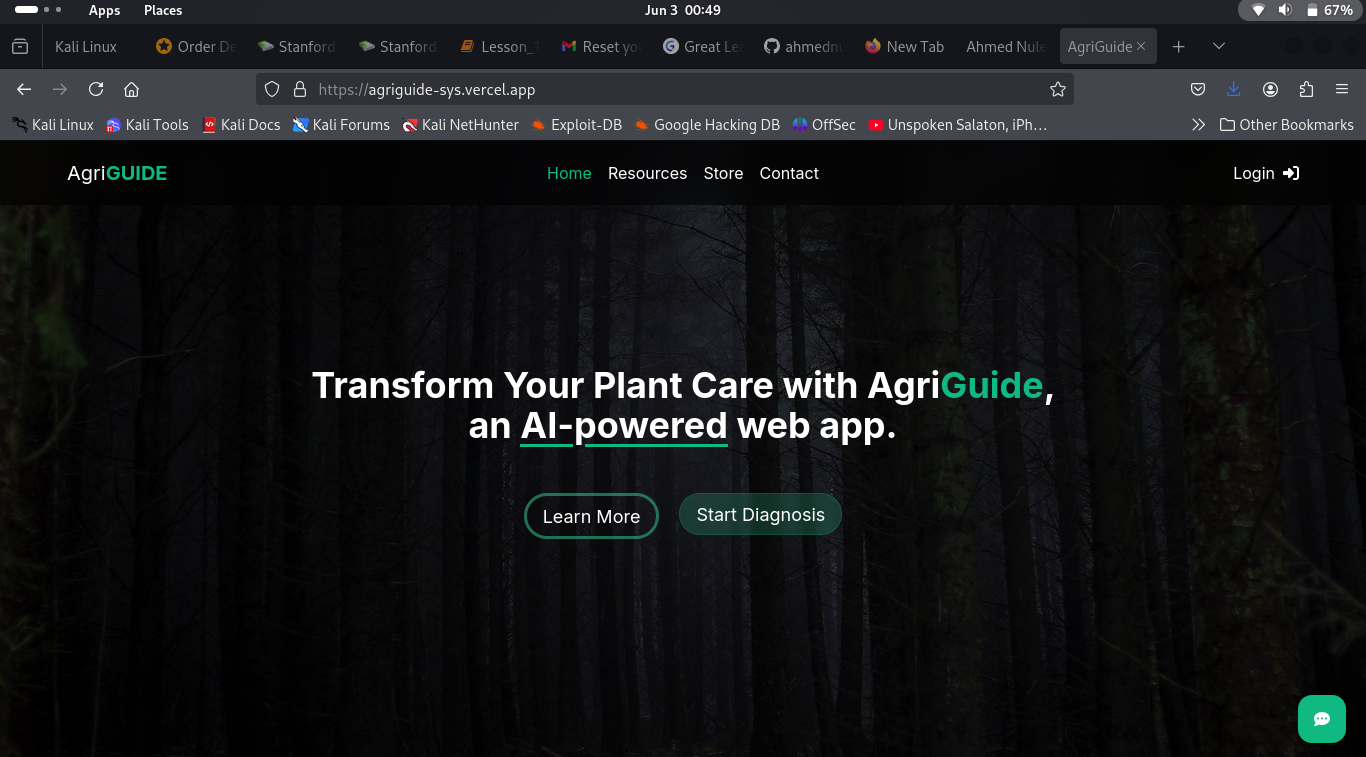 Apps Places Jun 3 00:49 67%
Kali Linux Order De Stanford Stanford Lesson_ Reset yo Great Le ahmedn New Tab Ahmed Nule AgriGuide
https://agriguide-sys.vercel.app
Kali Linux Kali Tools Kali Docs Kali Forums Kali NetHunter Exploit-DB Google Hacking DB OffSec Unspoken Salaton, iPh… Other Bookmarks
AgriGUIDE Home Resources Store Contact Login
Transform Your Plant Care with AgriGuide,
an AI-powered web app.
Learn More Start Diagnosis